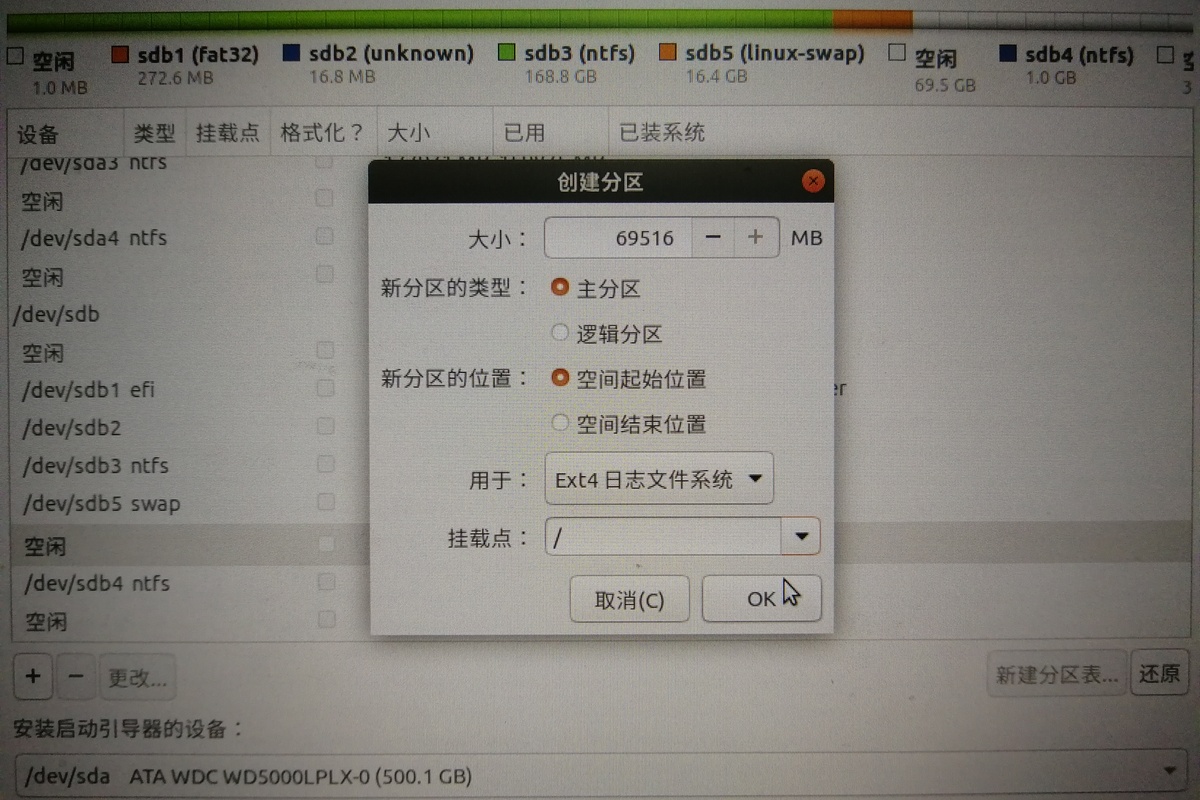 空闲 sdb1 (fat32) sdb2 (unknown) sdb3 (ntfs) sdb5 (linux-swap) 空闲 sdb4 (ntfs)
1.0 MB 272.6 MB 16.8 MB 168.8 GB 16.4 GB 69.5 GB 1.0 GB 3
设备 类型 挂载点 格式化？ 大小 已用 已装系统
/dev/sda3 ntfs
空闲
/dev/sda4 ntfs
空闲
/dev/sdb
空闲
/dev/sdb1 efi
/dev/sdb2
/dev/sdb3 ntfs
/dev/sdb5 swap
空闲
/dev/sdb4 ntfs
空闲
创建分区
大小： 69516 − + MB
新分区的类型： 主分区
逻辑分区
新分区的位置： 空间起始位置
空间结束位置
用于： Ext4 日志文件系统
挂载点： /
取消(C) OK
+ − 更改... 新建分区表... 还原
安装启动引导器的设备：
/dev/sda ATA WDC WD5000LPLX-0 (500.1 GB)